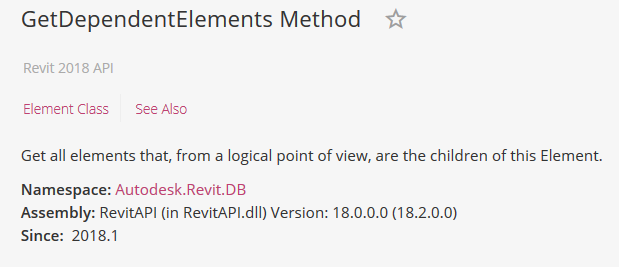 GetDependentElements Method
Revit 2018 API
Element Class See Also
Get all elements that, from a logical point of view, are the children of this Element.
Namespace: Autodesk.Revit.DB
Assembly: RevitAPI (in RevitAPI.dll) Version: 18.0.0.0 (18.2.0.0)
Since: 2018.1